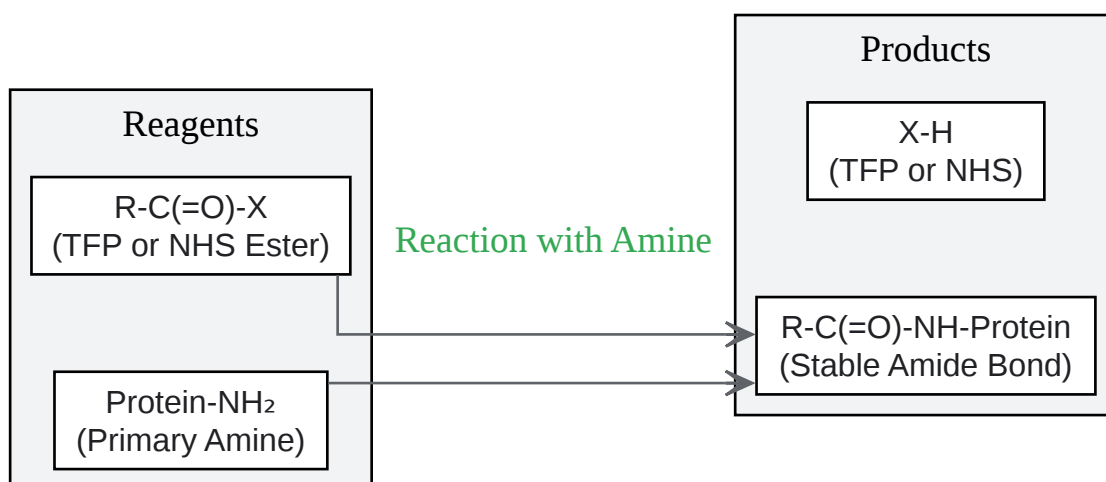 Reagents
R-C(=O)-X
(TFP or NHS Ester)
Protein-NH₂
(Primary Amine)
Reaction with Amine
Products
X-H
(TFP or NHS)
R-C(=O)-NH-Protein
(Stable Amide Bond)